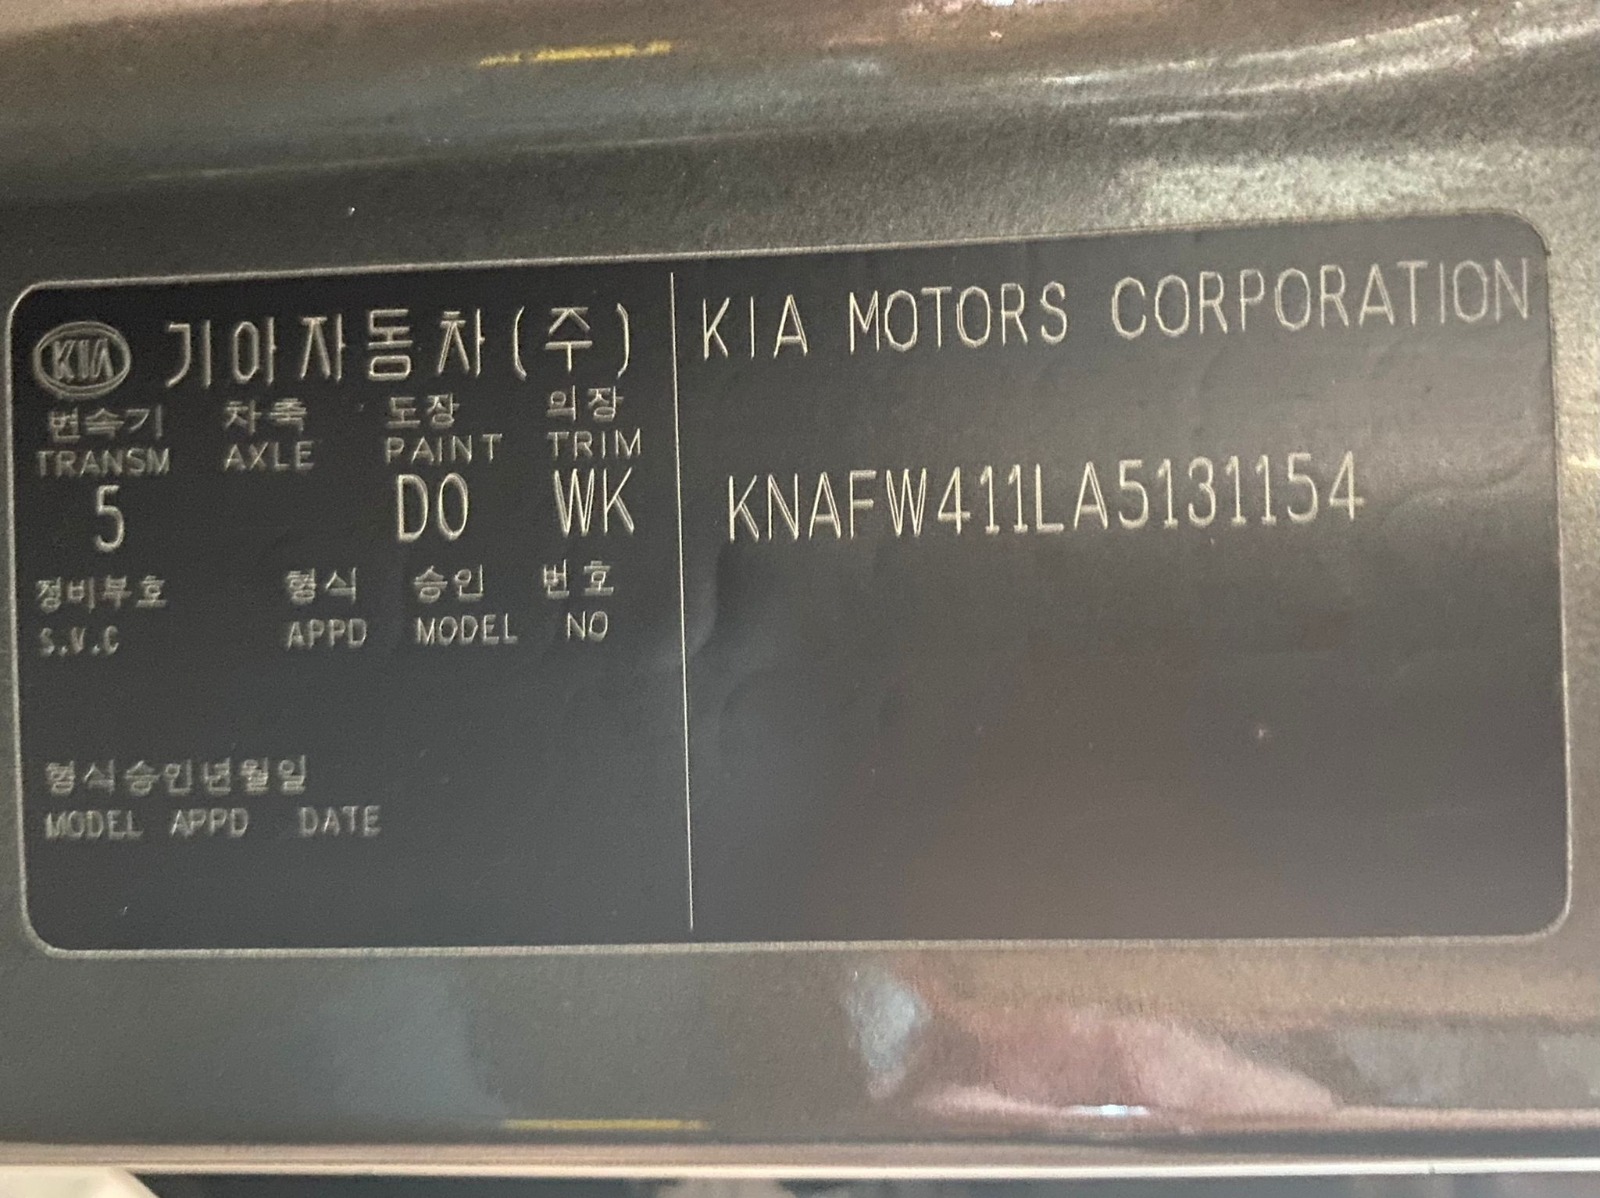 KIA 기아자동차(주)
변속기 차축 도장 의장
TRANSM AXLE PAINT TRIM
5 DO WK
정비부호 형식 승인 번호
S.V.C APPD MODEL NO
형식승인년월일
MODEL APPD DATE
KIA MOTORS CORPORATION
KNAFW411LA5131154